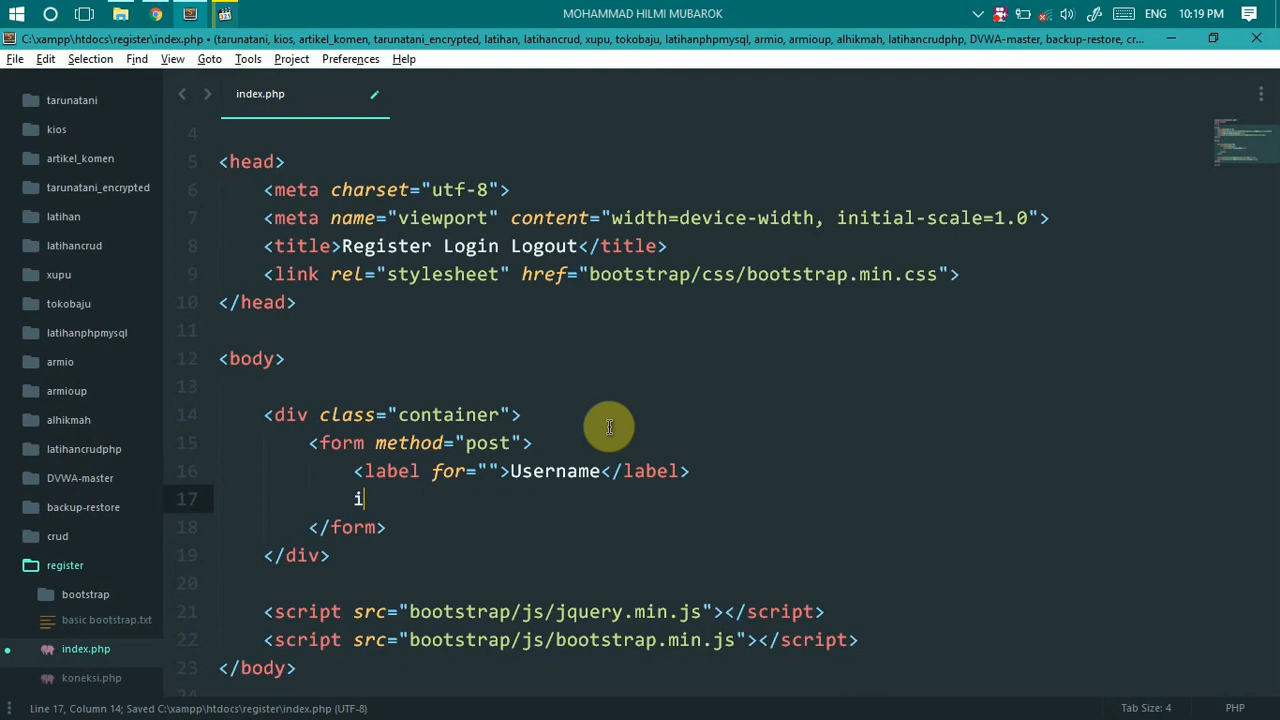 MOHAMMAD HILMI MUBAROK
ENG 10:19 PM
C:\xampp\htdocs\register\index.php • (tarunatani, kios, artikel_komen, tarunatani_encrypted, latihan, latihancrud, xupu, tokobaju, latihanphpmysql, armio, armioup, alhikmah, latihancrudphp, DVWA-master, backup-restore, cr...
File Edit Selection Find View Goto Tools Project Preferences Help
index.php
tarunatani
kios
artikel_komen
tarunatani_encrypted
latihan
latihancrud
xupu
tokobaju
latihanphpmysql
armio
armioup
alhikmah
latihancrudphp
DVWA-master
backup-restore
crud
register
bootstrap
basic bootstrap.txt
index.php
koneksi.php
4
5 <head>
6 <meta charset="utf-8">
7 <meta name="viewport" content="width=device-width, initial-scale=1.0">
8 <title>Register Login Logout</title>
9 <link rel="stylesheet" href="bootstrap/css/bootstrap.min.css">
10 </head>
11
12 <body>
13
14 <div class="container">
15 <form method="post">
16 <label for="">Username</label>
17 i
18 </form>
19 </div>
20
21 <script src="bootstrap/js/jquery.min.js"></script>
22 <script src="bootstrap/js/bootstrap.min.js"></script>
23 </body>
24
Line 17, Column 14; Saved C:\xampp\htdocs\register\index.php (UTF-8) Tab Size: 4 PHP